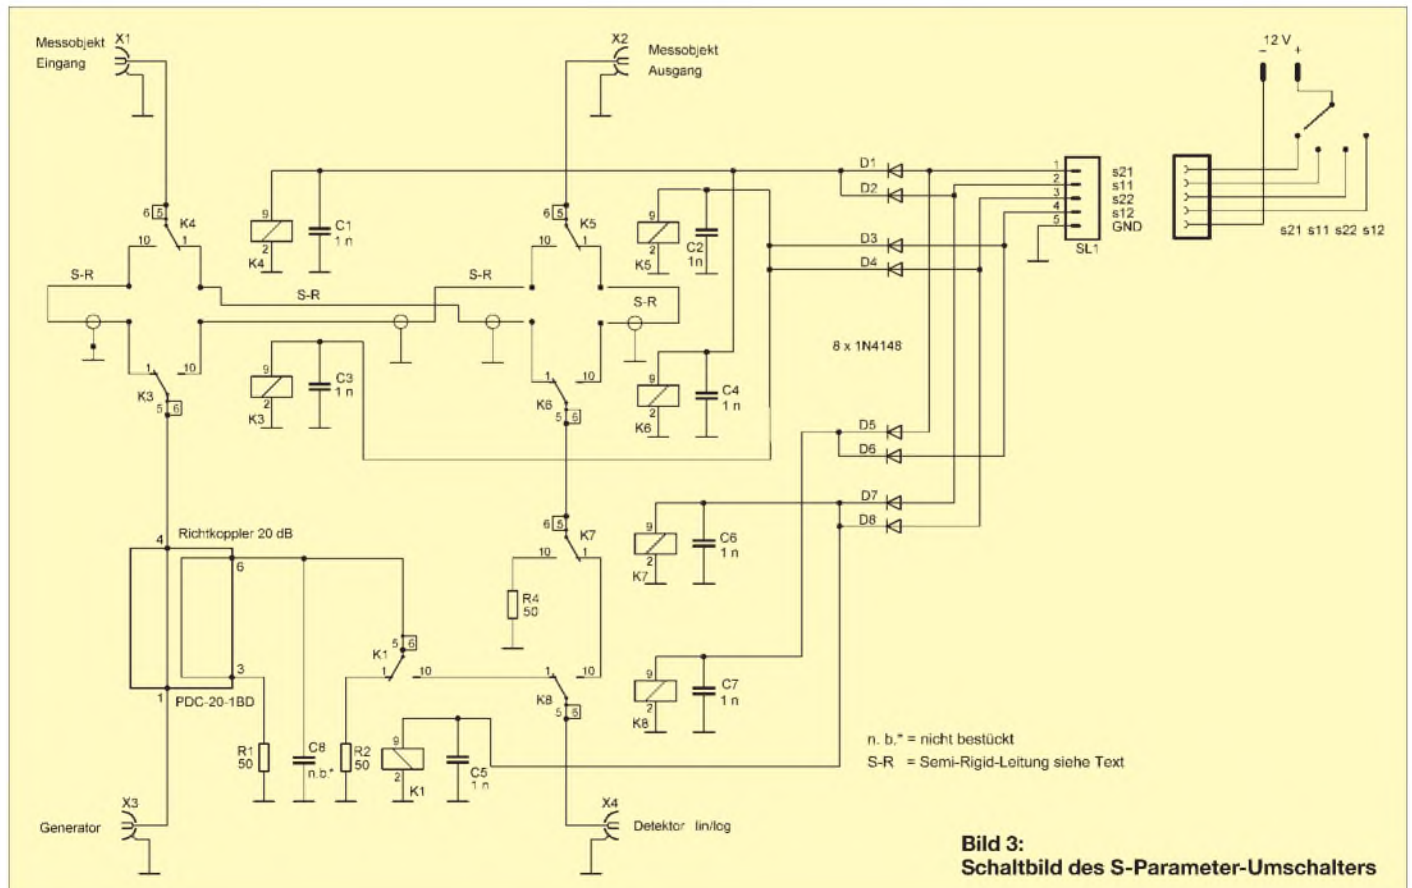 Messobjekt
Eingang
X1
X2
Messobjekt
Ausgang
12 V
–
+
D1
D2
D3
D4
1
2
3
4
5
s21
s11
s22
s12
GND
SL1
s21 s11 s22 s12
6 5
K4
10
1
9
2
K4
C1
1 n
6 5
K5
10
1
9
2
K5
C2
1n
S-R
S-R
S-R
S-R
8 x 1N4148
1
10
K3
5 6
9
2
K3
C3
1 n
1
10
K6
5 6
9
2
K6
C4
1 n
D5
D6
D7
D8
Richtkoppler 20 dB
4
6
3
1
PDC-20-1BD
6 5
K7
10
1
R4
50
9
2
K7
C6
1 n
5 6
K1
1
10
1
10
K8
5 6
9
2
K8
C7
1 n
R1
50
C8
n.b.*
R2
50
9
2
K1
C5
1 n
n. b.* = nicht bestückt
S-R = Semi-Rigid-Leitung siehe Text
X3
Generator
X4
Detektor lin/log
Bild 3:
Schaltbild des S-Parameter-Umschalters